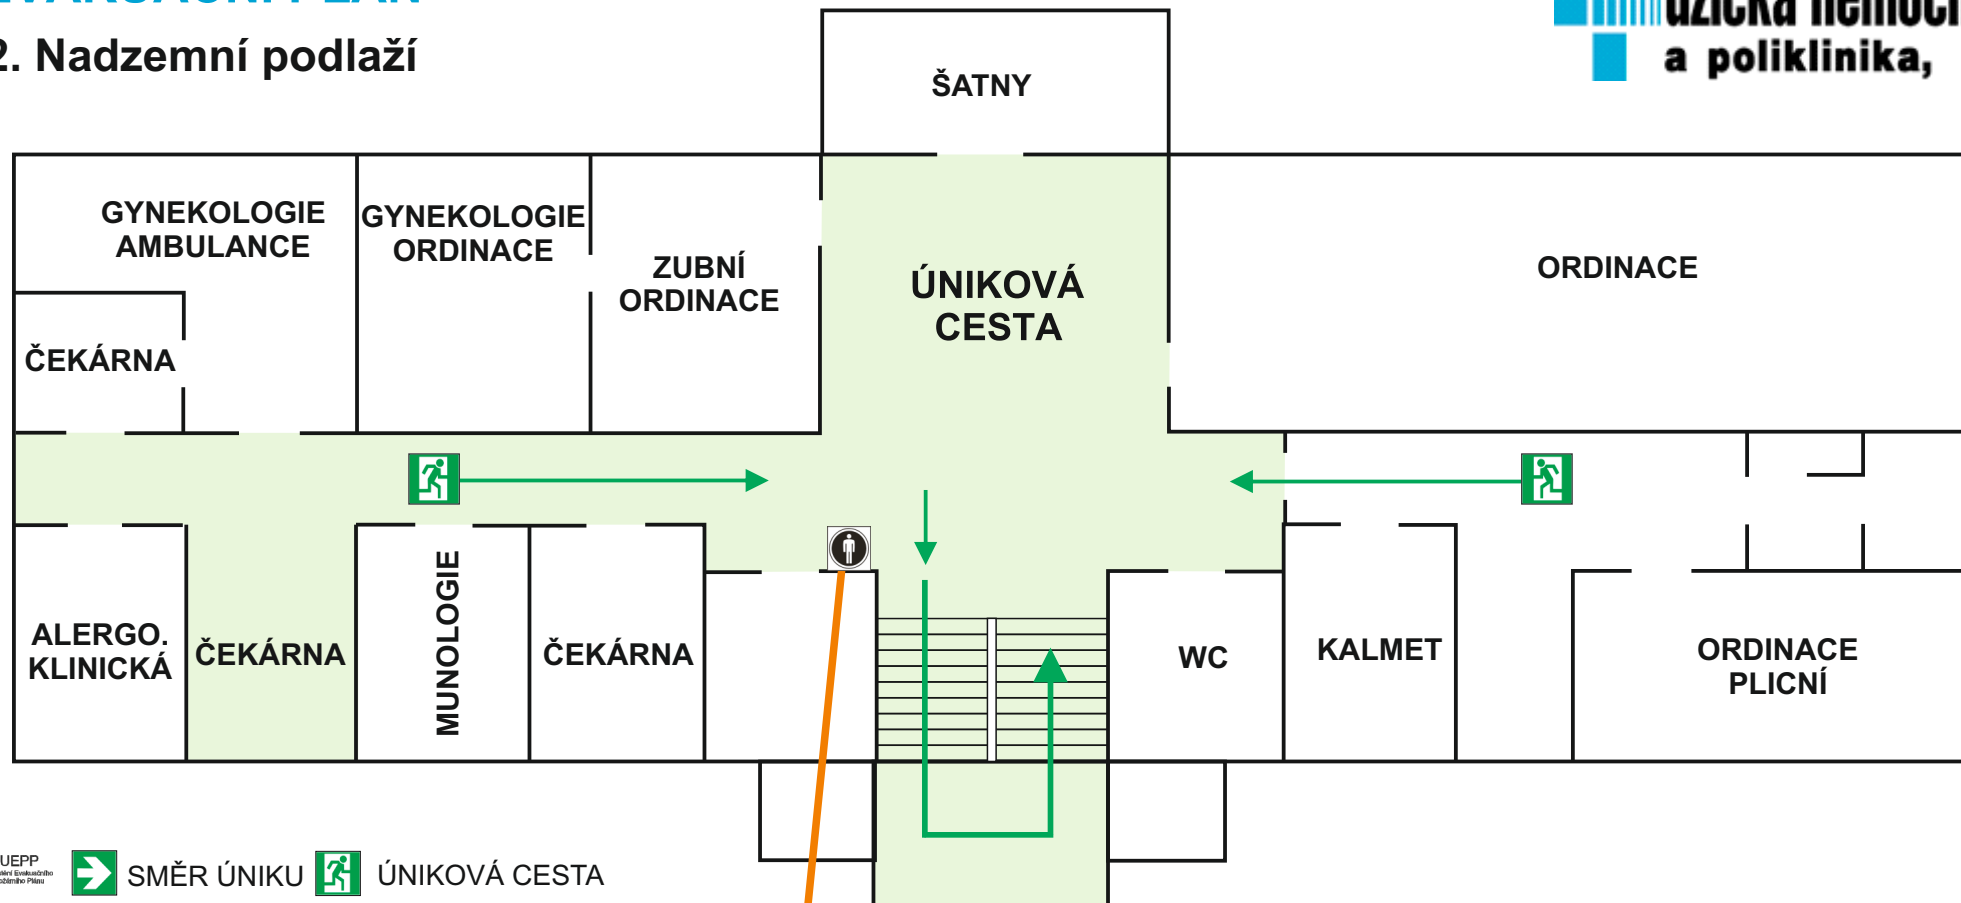 2. Nadzemní podlaží
a poliklinika,
ŠATNY
GYNEKOLOGIE
AMBULANCE
GYNEKOLOGIE
ORDINACE
ZUBNÍ
ORDINACE
ÚNIKOVÁ
CESTA
ORDINACE
ČEKÁRNA
ALERGO.
KLINICKÁ
ČEKÁRNA
MUNOLOGIE
ČEKÁRNA
WC
KALMET
ORDINACE
PLICNÍ
UEPP
SMĚR ÚNIKU
ÚNIKOVÁ CESTA